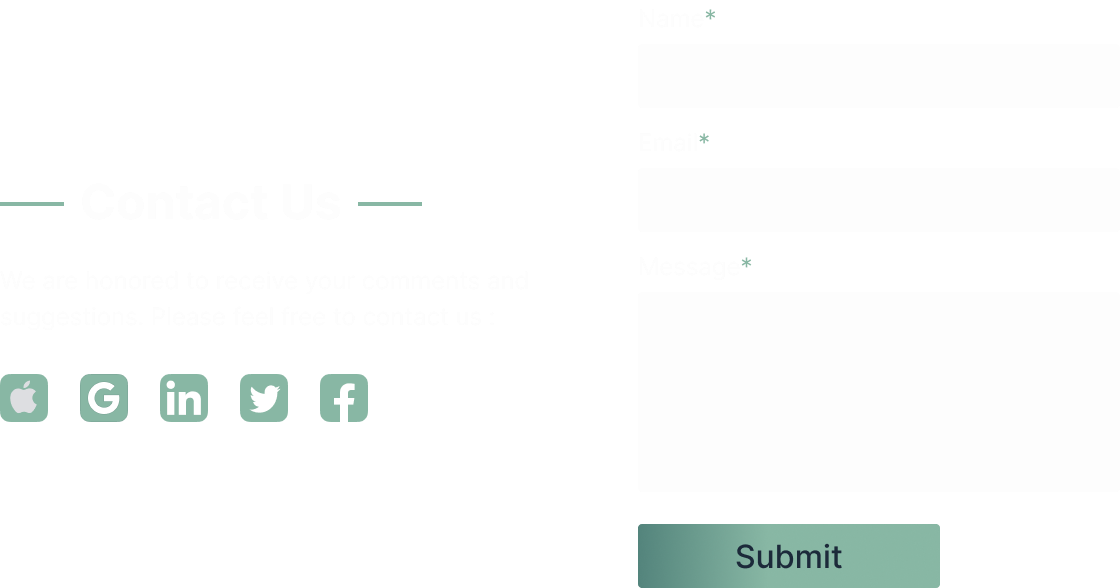 Contact Us
We are honored to receive your comments and
suggestions. Please feel free to contact us.
Name*
Email*
Message*
Submit